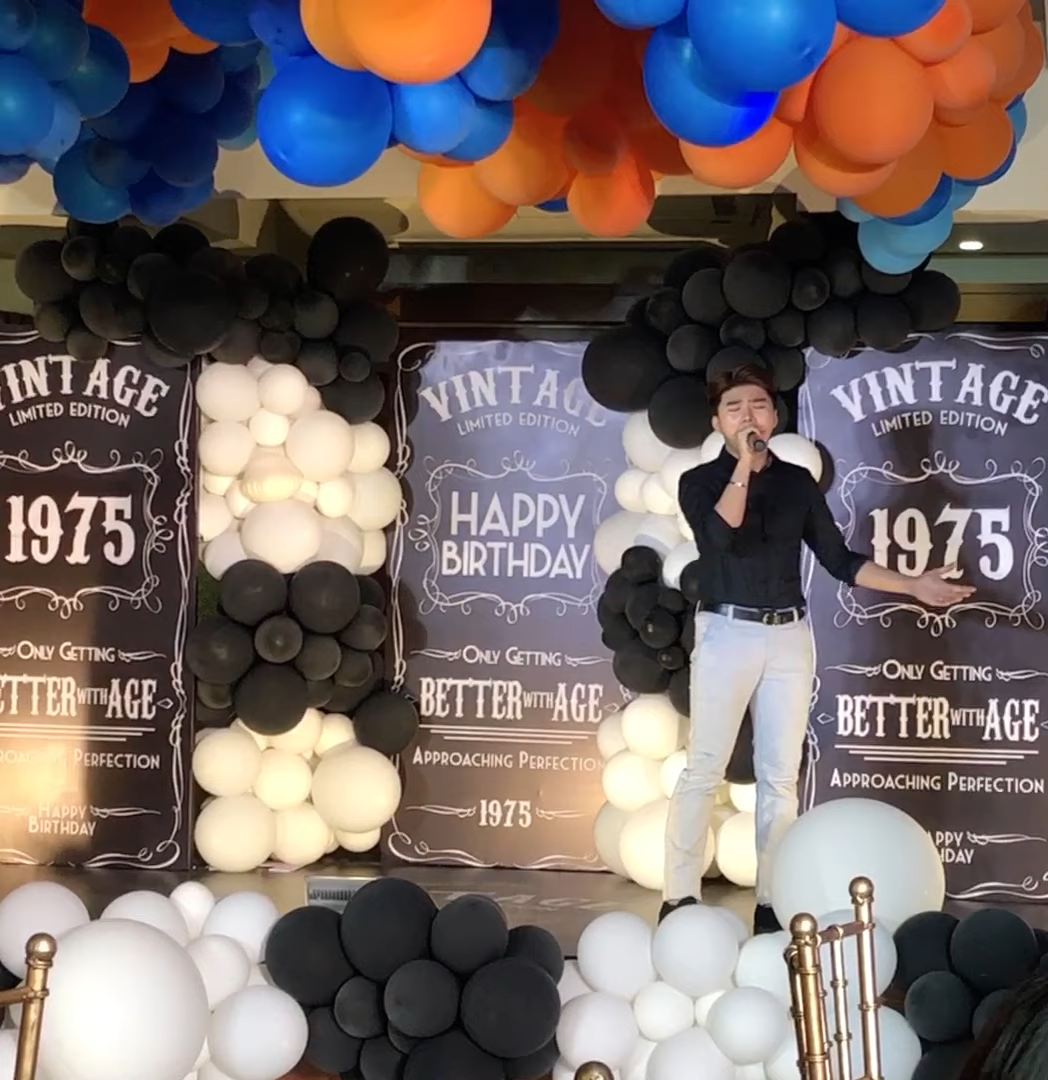 VINTAGE
LIMITED EDITION
1975
ONLY GETTING
BETTER WITH AGE
PERFECTION
HAPPY
BIRTHDAY
VINTAGE
LIMITED EDITION
HAPPY
BIRTHDAY
ONLY GETTING
BETTER WITH AGE
APPROACHING PERFECTION
1975
VINTAGE
LIMITED EDITION
1975
ONLY GETTING
BETTER WITH AGE
APPROACHING PERFECTION